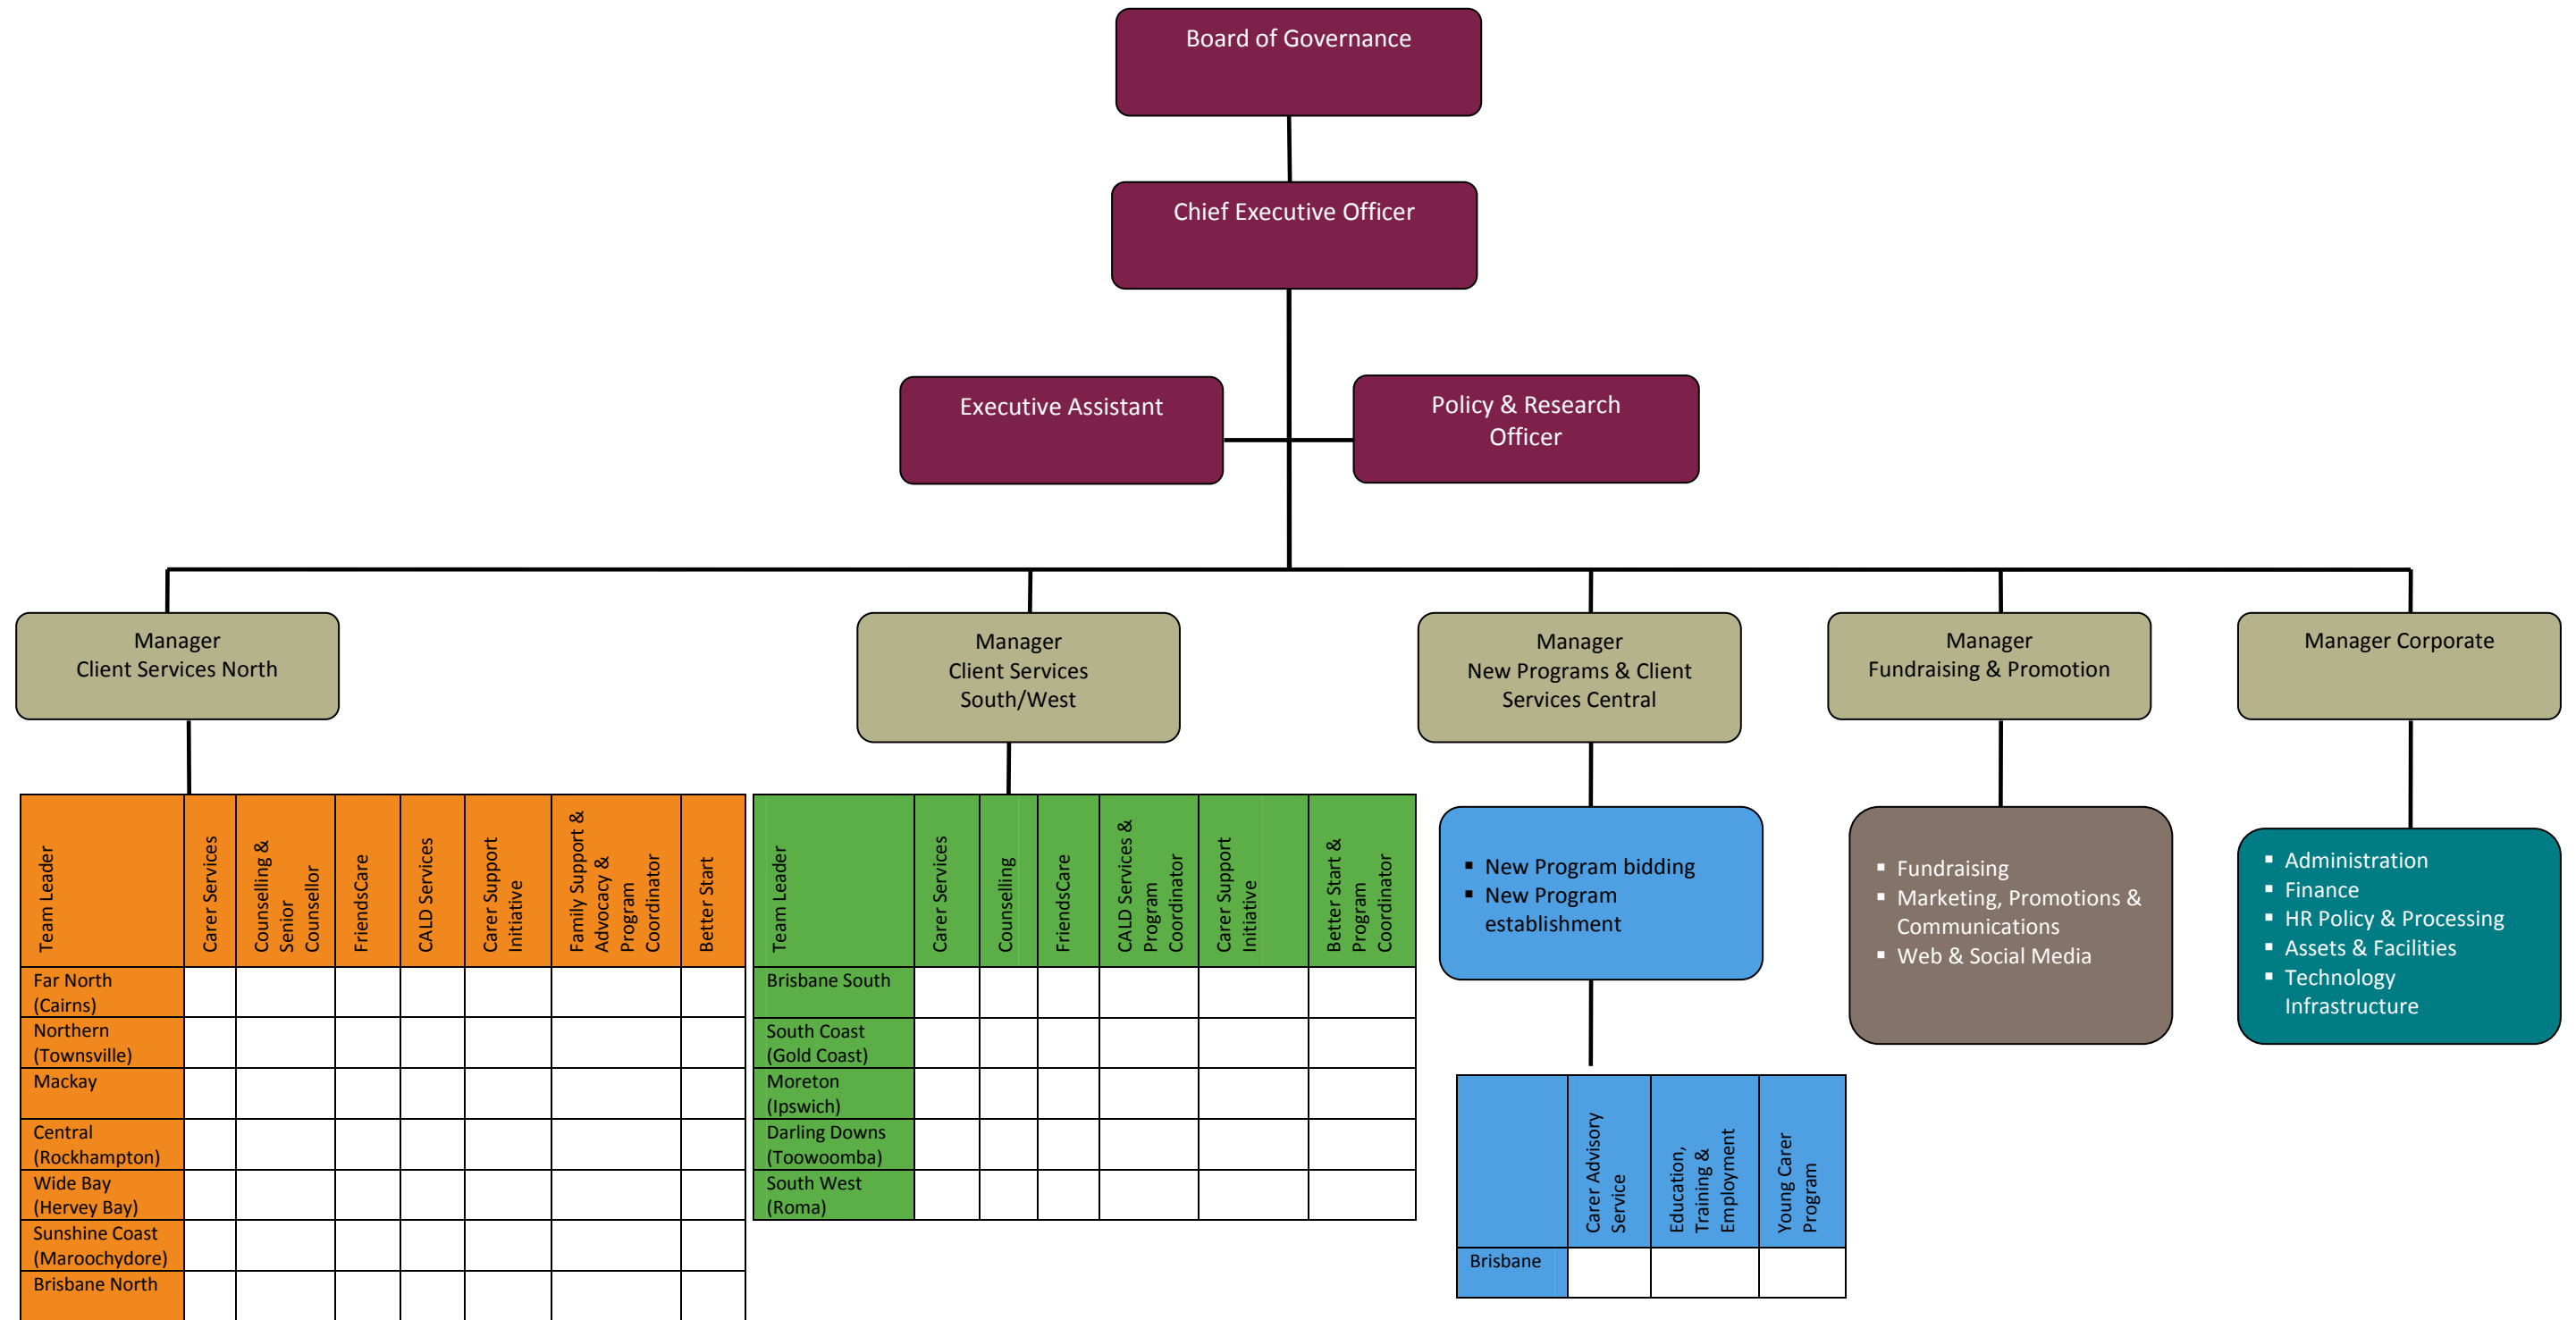 Board of Governance
Chief Executive Officer
Executive Assistant
Policy & Research
Officer
Manager
Client Services North
Manager
Client Services
South/West
Manager
New Programs & Client
Services Central
Manager
Fundraising & Promotion
Manager Corporate
Team Leader
Carer Services
Counselling &
Senior
Counsellor
FriendsCare
CALD Services
Carer Support
Initiative
Family Support &
Advocacy &
Program
Coordinator
Better Start
Far North
(Cairns)
Northern
(Townsville)
Mackay
Central
(Rockhampton)
Wide Bay
(Hervey Bay)
Sunshine Coast
(Maroochydore)
Brisbane North
Team Leader
Carer Services
Counselling
FriendsCare
CALD Services &
Program
Coordinator
Carer Support
Initiative
Better Start &
Program
Coordinator
Brisbane South
South Coast
(Gold Coast)
Moreton
(Ipswich)
Darling Downs
(Toowoomba)
South West
(Roma)
▪ New Program bidding
▪ New Program
establishment
Carer Advisory
Service
Education,
Training &
Employment
Young Carer
Program
Brisbane
▪ Fundraising
▪ Marketing, Promotions &
Communications
▪ Web & Social Media
▪ Administration
▪ Finance
▪ HR Policy & Processing
▪ Assets & Facilities
▪ Technology
Infrastructure